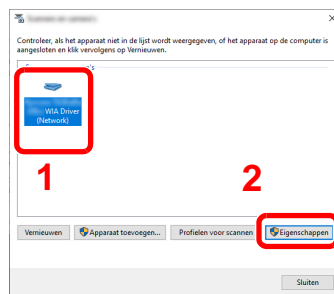 Controleer, als het apparaat niet in de lijst wordt weergegeven, of het apparaat op de computer is
aangesloten en klik vervolgens op Vernieuwen.
WIA Driver
(Network)
1
2
Vernieuwen
Apparaat toevoegen...
Profielen voor scannen
Eigenschappen
Sluiten